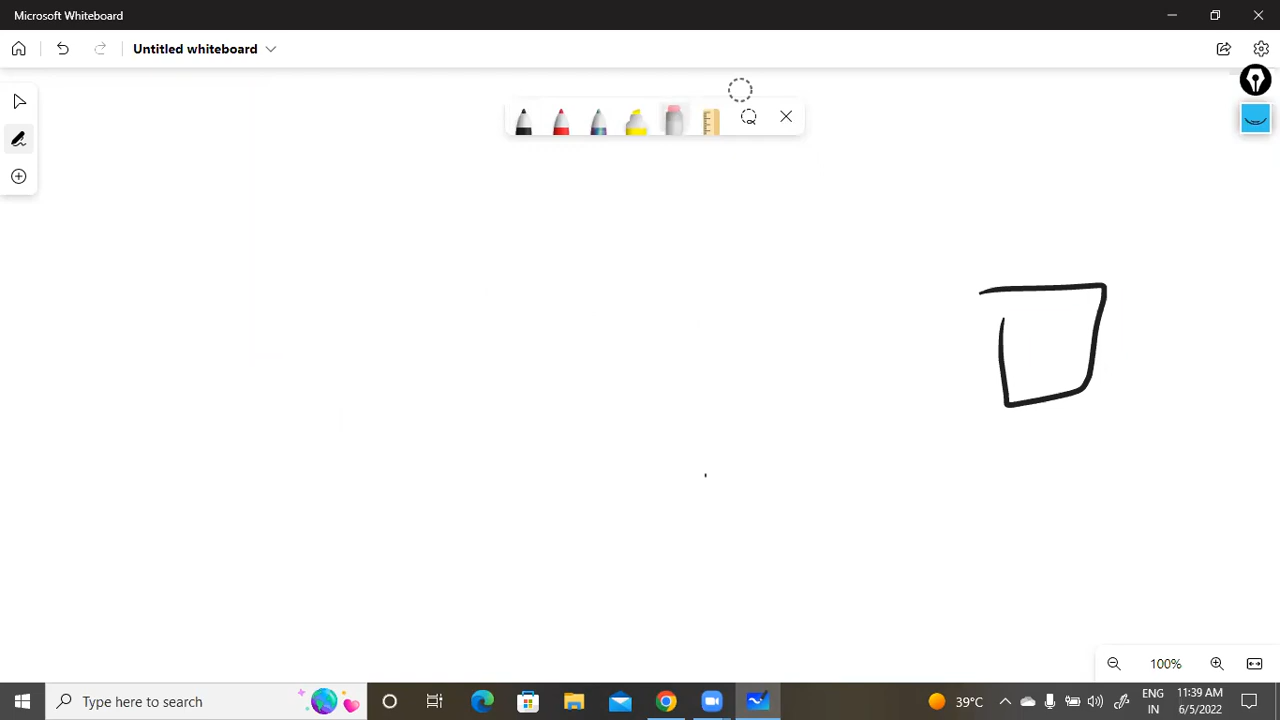 Microsoft Whiteboard
Untitled whiteboard
100%
Type here to search
39°C
ENG
IN
11:39 AM
6/5/2022